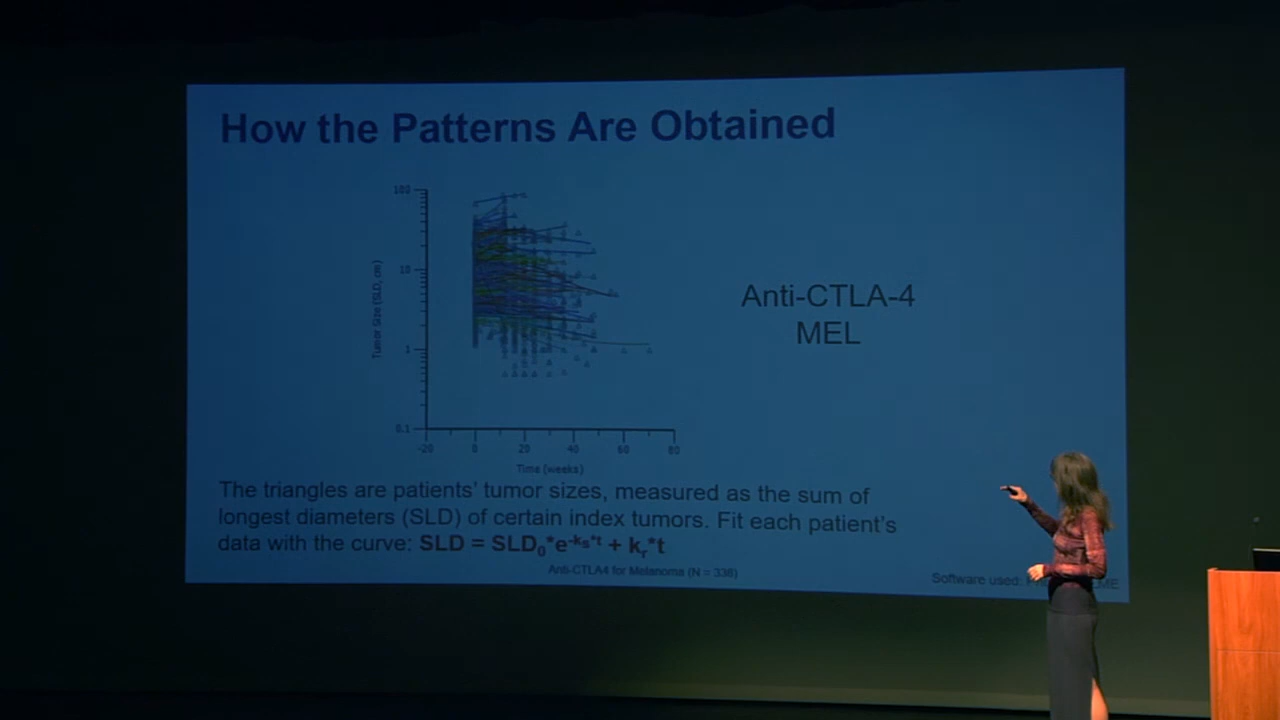 How the Patterns Are Obtained
100
10
1
0.1
Tumor Size (SLD, cm)
-20 0 20 40 60 80
Time (weeks)
Anti-CTLA-4
MEL
The triangles are patients' tumor sizes, measured as the sum of
longest diameters (SLD) of certain index tumors. Fit each patient's
data with the curve: SLD = SLD₀*e^-kₛ*t + kᵣ*t
Anti-CTLA4 for Melanoma (N = 338)
Software used: